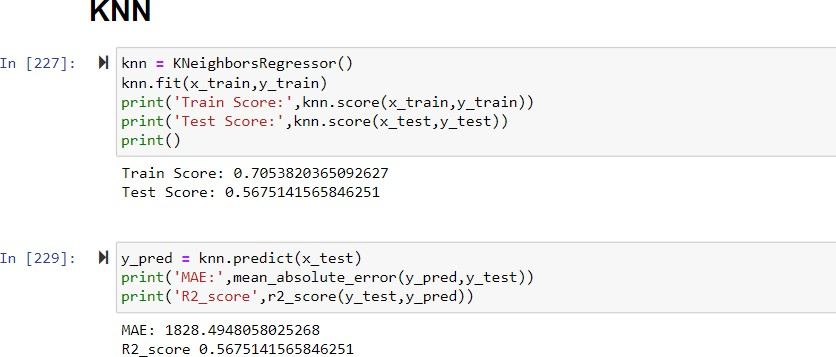 KNN
In [227]:
knn = KNeighborsRegressor()
knn.fit(x_train,y_train)
print('Train Score:',knn.score(x_train,y_train))
print('Test Score:',knn.score(x_test,y_test))
print()
Train Score: 0.7053820365092627
Test Score: 0.5675141565846251
In [229]:
y_pred = knn.predict(x_test)
print('MAE:',mean_absolute_error(y_pred,y_test))
print('R2_score',r2_score(y_test,y_pred))
MAE: 1828.4948058025268
R2_score 0.5675141565846251